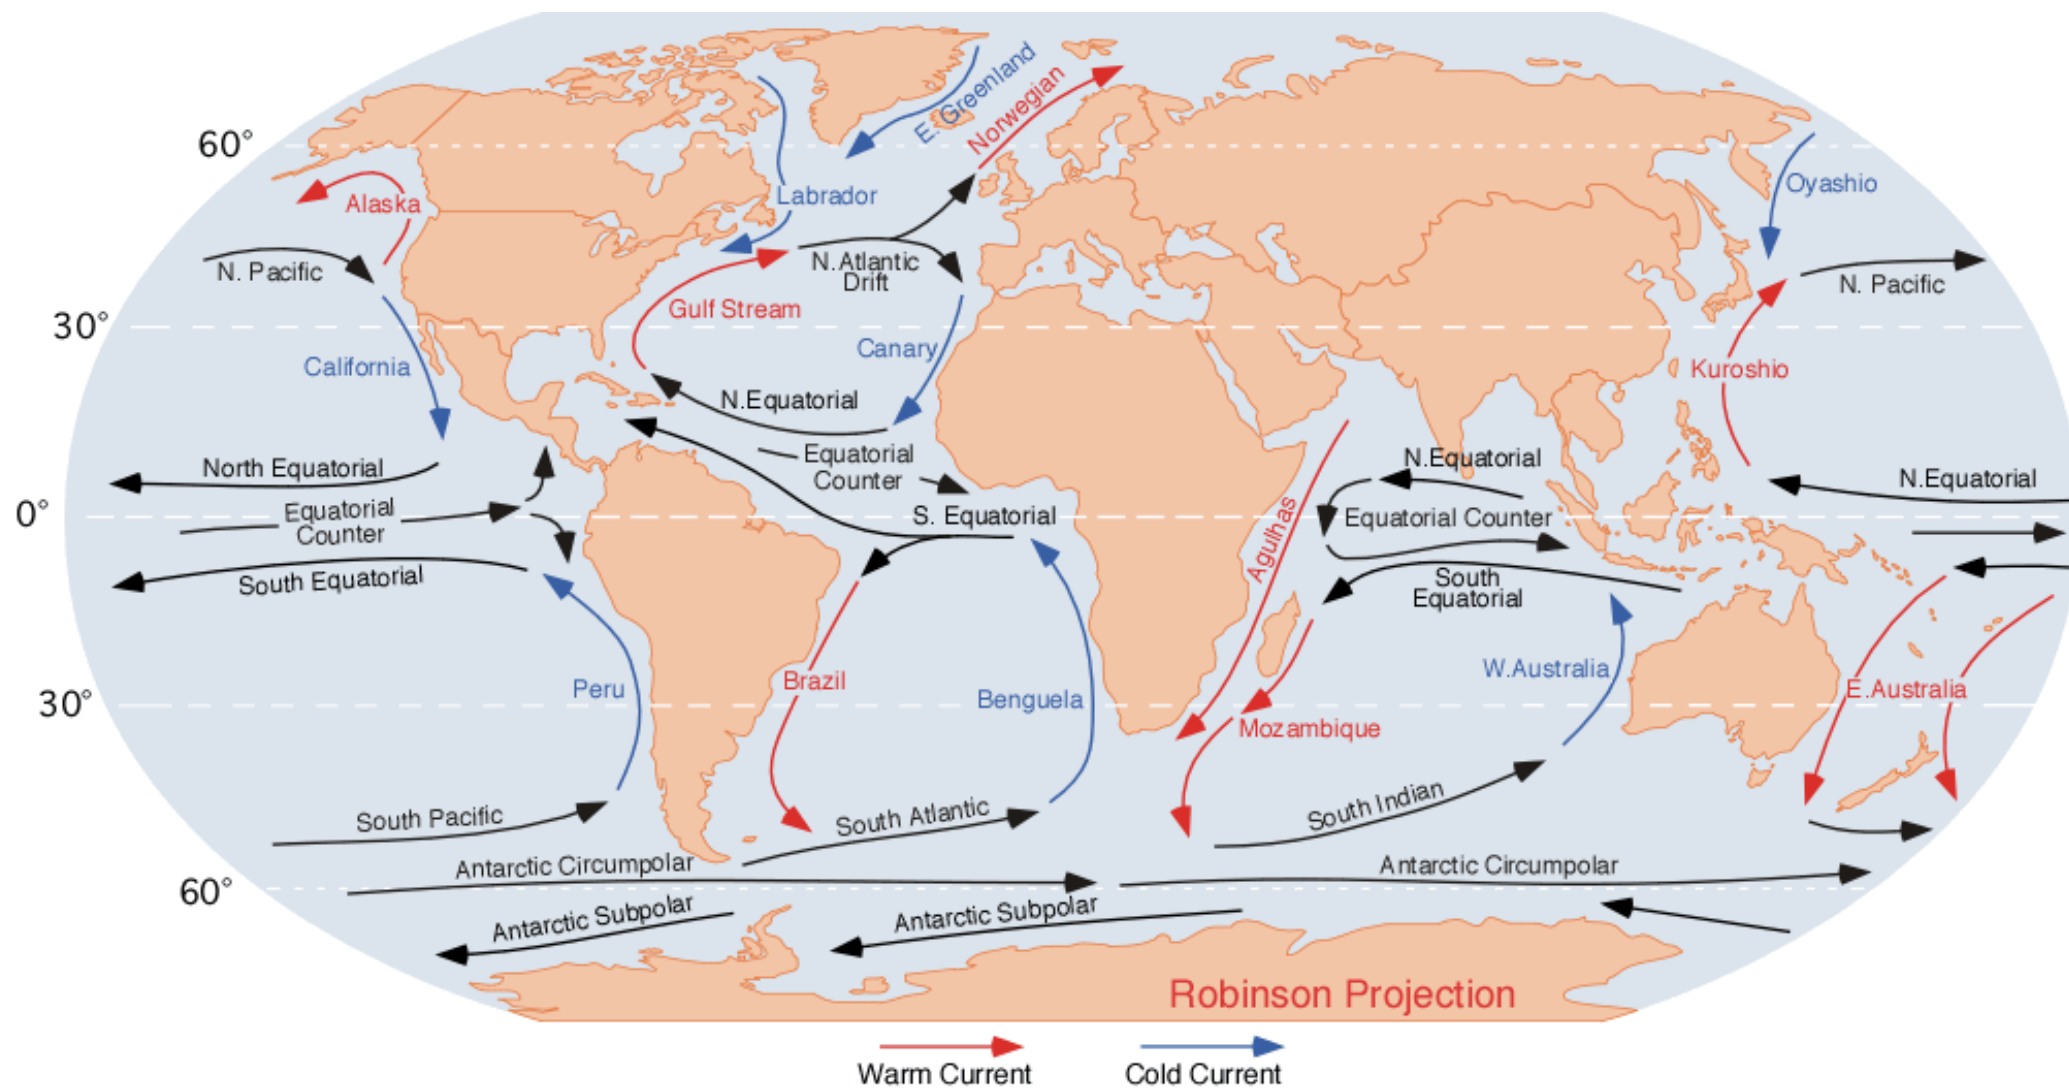 E. Greenland
Norwegian
60°
Labrador
Oyashio
Alaska
N. Pacific
N.Atlantic
Drift
N. Pacific
Gulf Stream
30°
Canary
California
Kuroshio
N.Equatorial
North Equatorial
Equatorial
Counter
N.Equatorial
N.Equatorial
0°
Equatorial
Counter
S. Equatorial
Equatorial Counter
Agulhas
South Equatorial
South
Equatorial
Peru
Brazil
Benguela
W.Australia
E.Australia
30°
Mozambique
South Pacific
South Atlantic
South Indian
Antarctic Circumpolar
Antarctic Circumpolar
60°
Antarctic Subpolar
Antarctic Subpolar
Robinson Projection
Warm Current
Cold Current